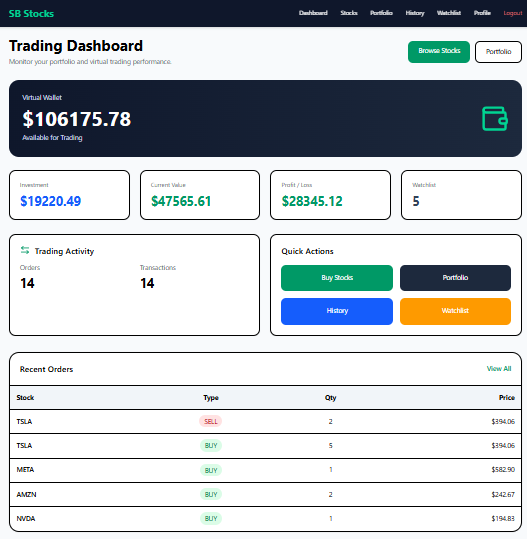 SB Stocks Dashboard Stocks Portfolio History Watchlist Profile Logout
Trading Dashboard
Monitor your portfolio and virtual trading performance.
Browse Stocks Portfolio
Virtual Wallet
$106175.78
Available for Trading
Investment
$19220.49
Current Value
$47565.61
Profit / Loss
$28345.12
Watchlist
5
Trading Activity
Orders Transactions
14 14
Quick Actions
Buy Stocks Portfolio
History Watchlist
Recent Orders View All
Stock Type Qty Price
TSLA SELL 2 $394.06
TSLA BUY 5 $394.06
META BUY 1 $582.90
AMZN BUY 2 $242.67
NVDA BUY 1 $194.83